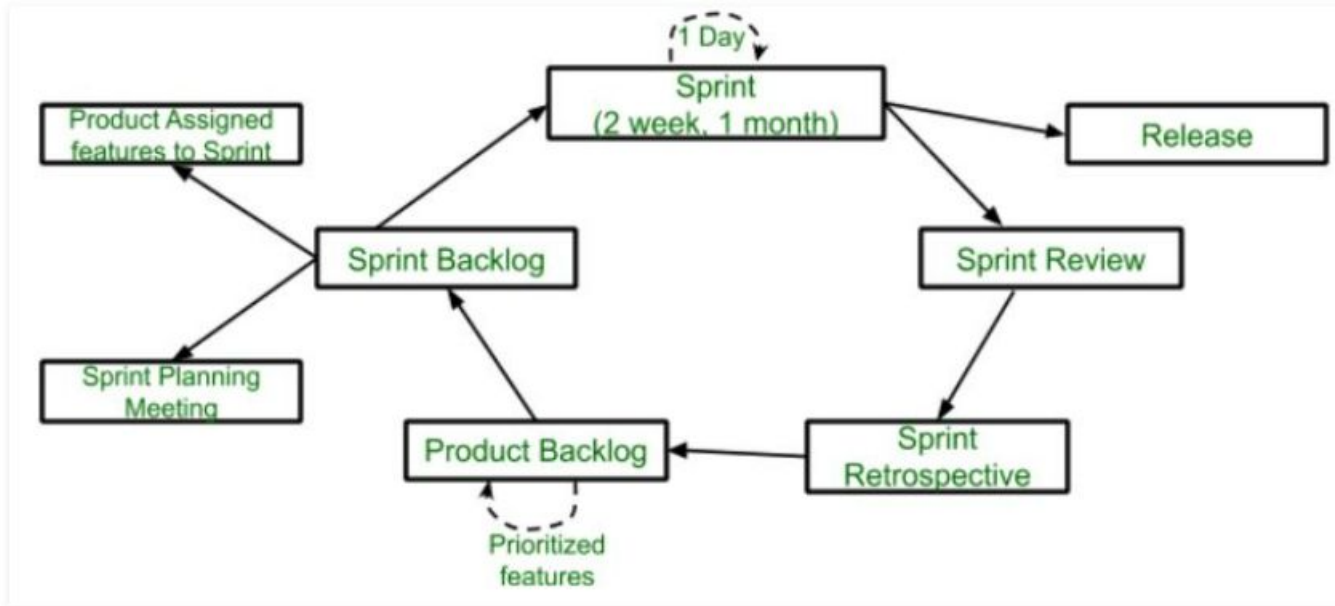 1 Day
Sprint
(2 week, 1 month)
Product Assigned
features to Sprint
Release
Sprint Backlog
Sprint Review
Sprint Planning
Meeting
Product Backlog
Sprint
Retrospective
Prioritized
features